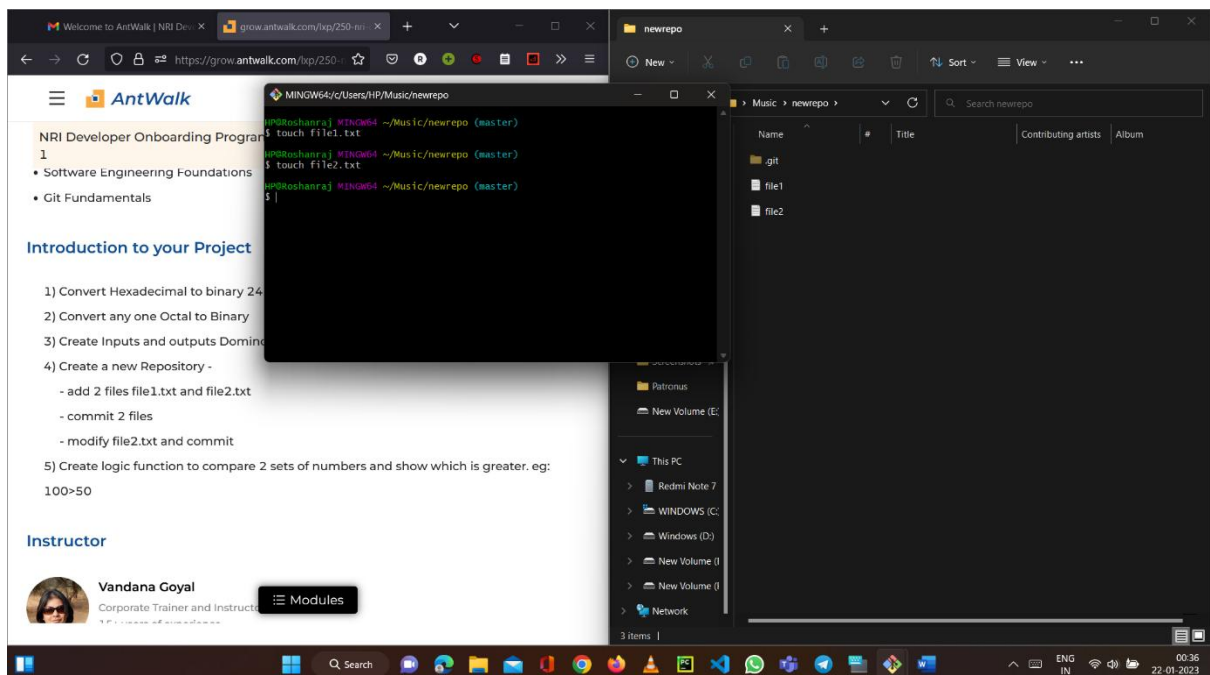 Welcome to AntWalk | NRI Dev
grow.antwalk.com/lxp/250-nri-
https://grow.antwalk.com/lxp/250-n
AntWalk
NRI Developer Onboarding Program
1
• Software Engineering Foundations
• Git Fundamentals
Introduction to your Project
1) Convert Hexadecimal to binary 24
2) Convert any one Octal to Binary
3) Create Inputs and outputs Domino
4) Create a new Repository -
- add 2 files file1.txt and file2.txt
- commit 2 files
- modify file2.txt and commit
5) Create logic function to compare 2 sets of numbers and show which is greater. eg:
100>50
Instructor
Vandana Goyal
Corporate Trainer and Instructo
Modules
MINGW64:/c/Users/HP/Music/newrepo
HP@Roshanraj MINGW64 ~/Music/newrepo (master)
$ touch file1.txt
HP@Roshanraj MINGW64 ~/Music/newrepo (master)
$ touch file2.txt
HP@Roshanraj MINGW64 ~/Music/newrepo (master)
$
newrepo
New
Sort
View
Music > newrepo >
Search newrepo
Name # Title Contributing artists Album
.git
file1
file2
Patronus
New Volume (E:
This PC
Redmi Note 7
WINDOWS (C:
Windows (D:)
New Volume (
New Volume (
Network
3 items
Search
ENG
IN
00:36
22-01-2023